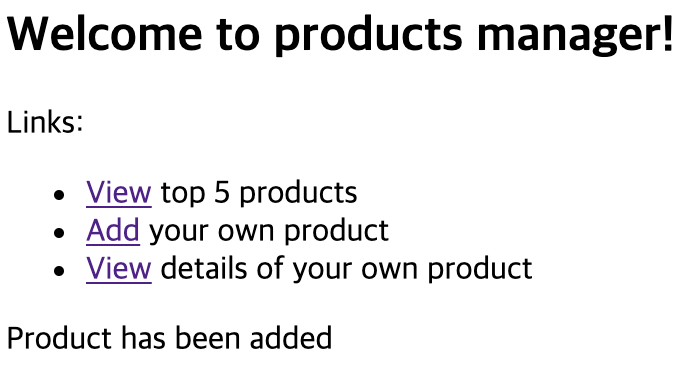 Welcome to products manager!
Links:
View top 5 products
Add your own product
View details of your own product
Product has been added